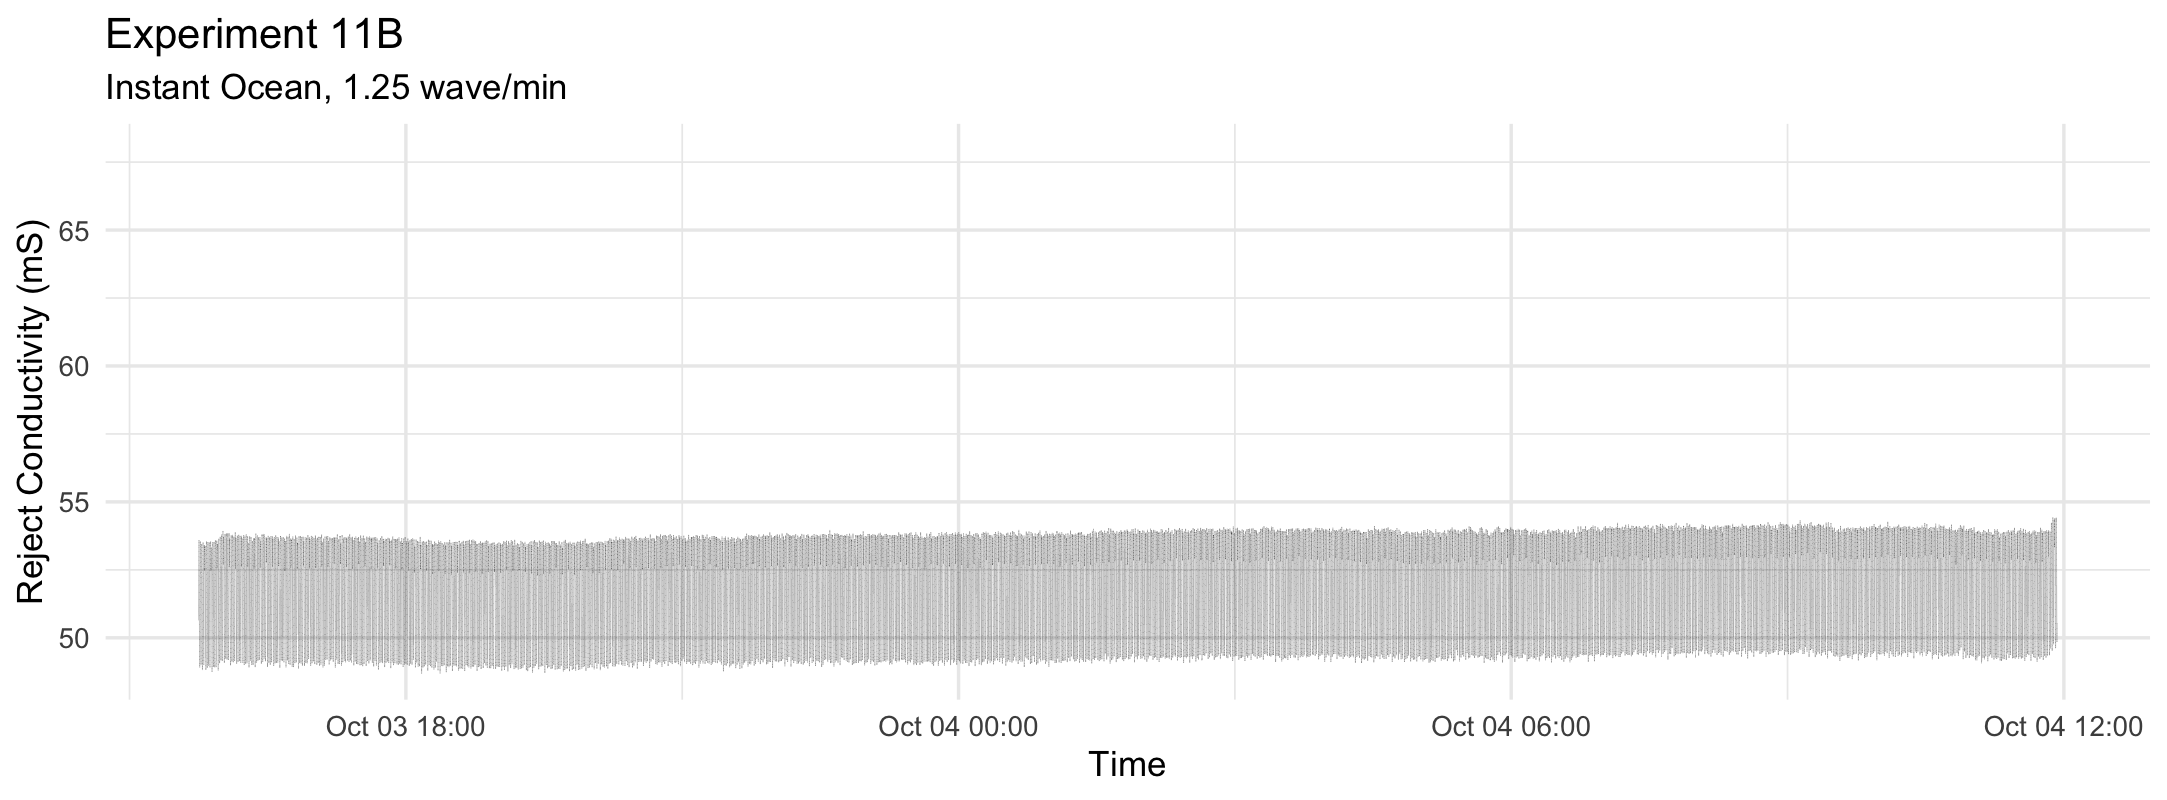 Experiment 11B
Instant Ocean, 1.25 wave/min
Reject Conductivity (mS)
65
60
55
50
Oct 03 18:00 Oct 04 00:00 Oct 04 06:00 Oct 04 12:00
Time